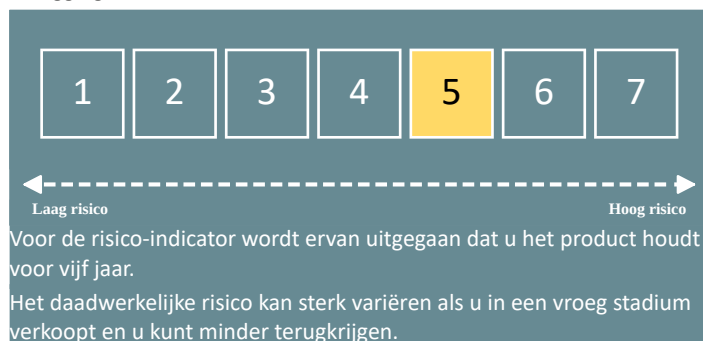 1 2 3 4 5 6 7
Laag risico Hoog risico
Voor de risico-indicator wordt ervan uitgegaan dat u het product houdt
voor vijf jaar.
Het daadwerkelijke risico kan sterk variëren als u in een vroeg stadium
verkoopt en u kunt minder terugkrijgen.